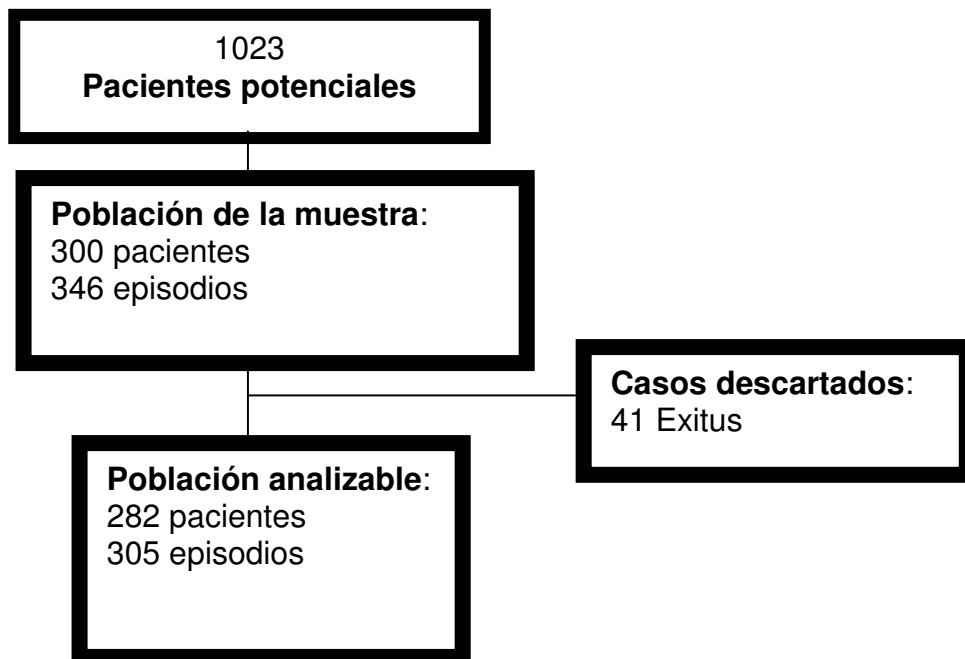 1023
Pacientes potenciales
Población de la muestra:
300 pacientes
346 episodios
Casos descartados:
41 Exitus
Población analizable:
282 pacientes
305 episodios